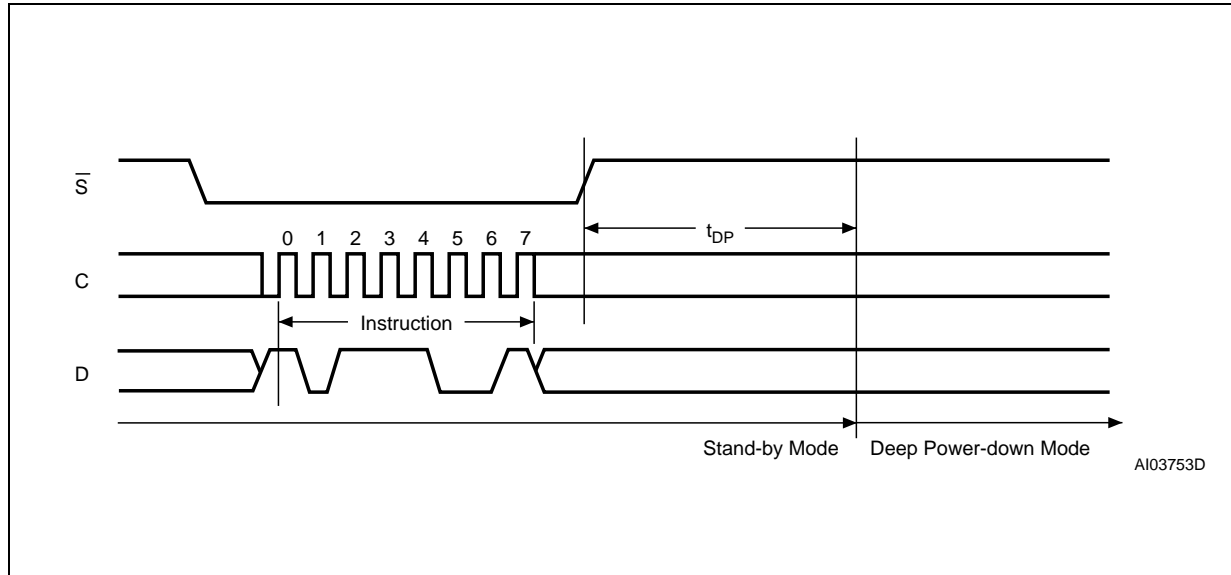 S̅
0 1 2 3 4 5 6 7
tDP
C
Instruction
D
Stand-by Mode Deep Power-down Mode
AI03753D